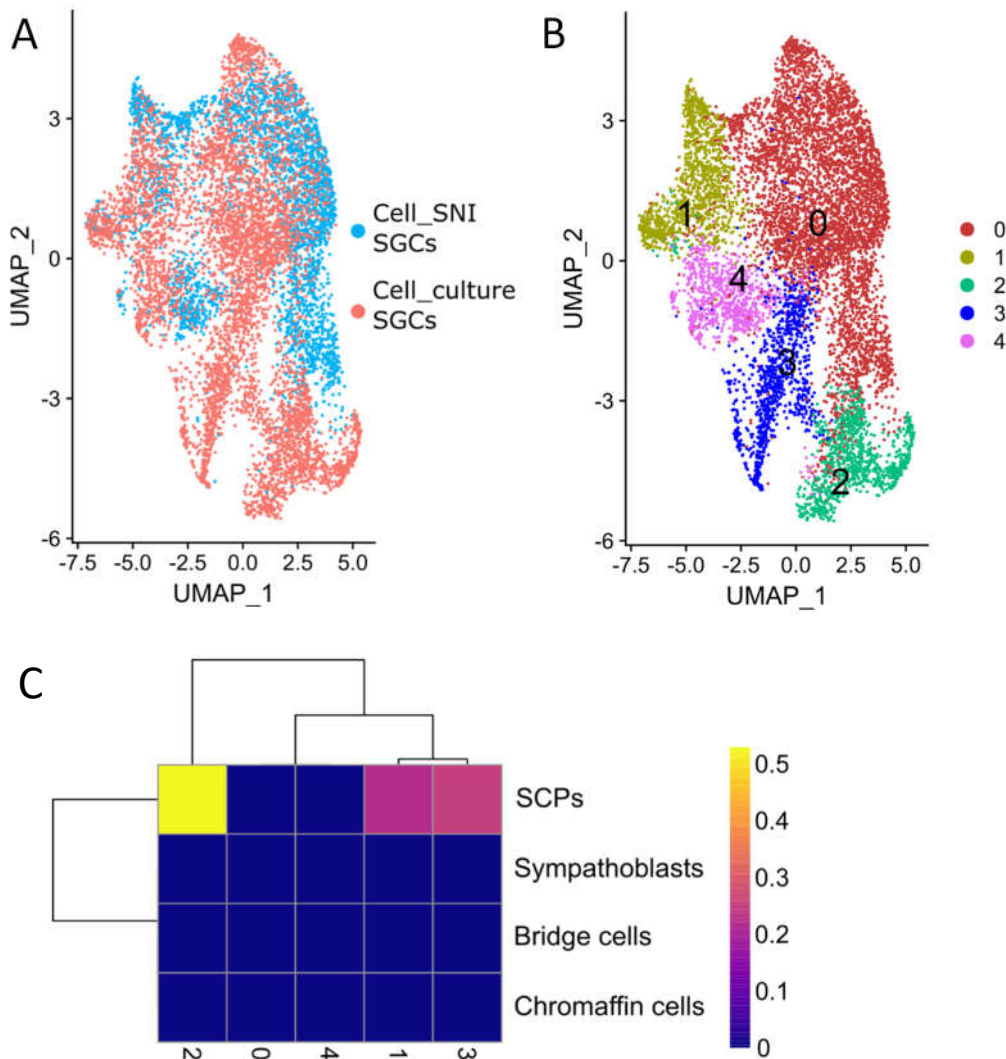 A
UMAP_2
3
0
-3
-6
-7.5 -5.0 -2.5 0.0 2.5 5.0
UMAP_1
Cell_SNI
SGCs
Cell_culture
SGCs
B
UMAP_2
3
0
-3
-6
-7.5 -5.0 -2.5 0.0 2.5 5.0
UMAP_1
1
0
4
3
2
0
1
2
3
4
C
SCPs
Sympathoblasts
Bridge cells
Chromaffin cells
2 0 4 1 3
0.5
0.4
0.3
0.2
0.1
0